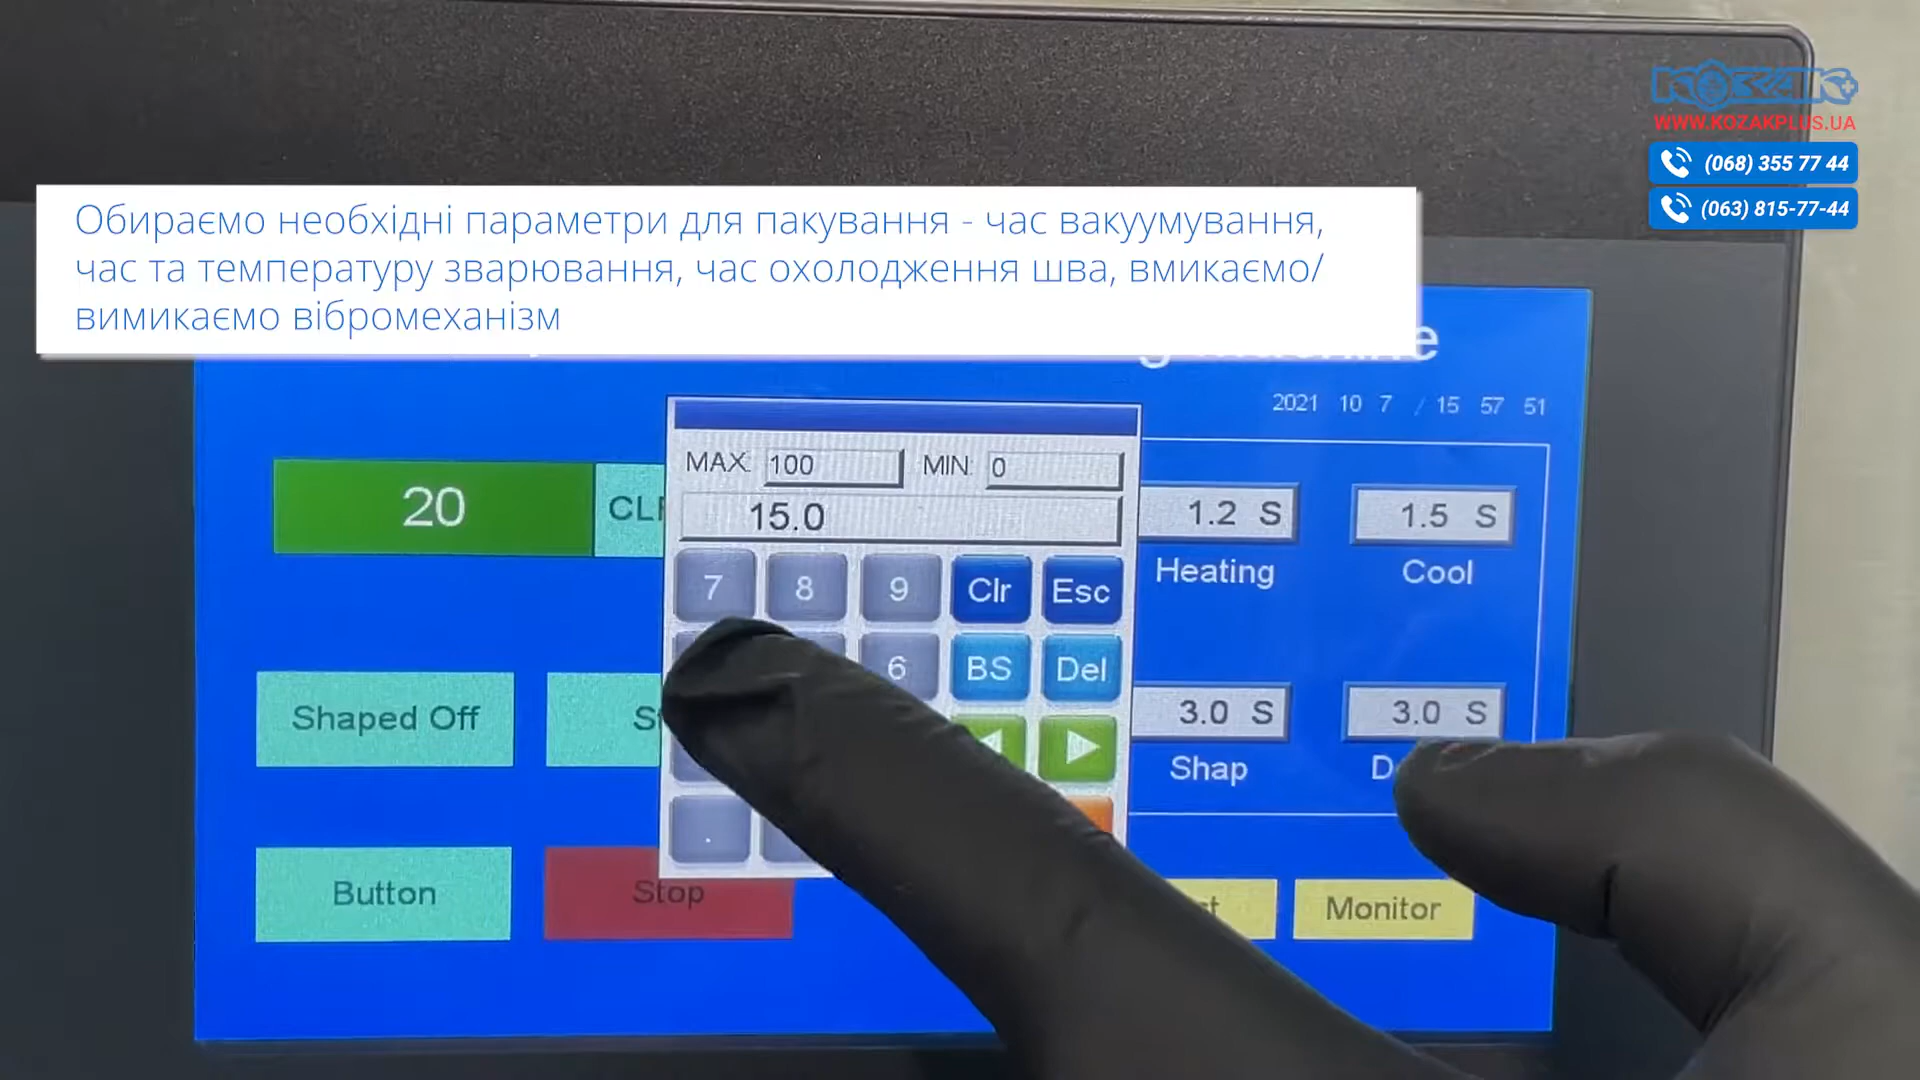 КОЗАК+
WWW.KOZAKPLUS.UA
(068) 355 77 44
(063) 815-77-44
Обираємо необхідні параметри для пакування - час вакуумування,
час та температуру зварювання, час охолодження шва, вмикаємо/
вимикаємо вібромеханізм
2021 10 7 / 15 57 51
MAX: 100 MIN: 0
15.0
20
1.2 S
1.5 S
7 8 9 Clr Esc
Heating
Cool
6 BS Del
Shaped Off
3.0 S
3.0 S
Shap
.
Button
Stop
Monitor